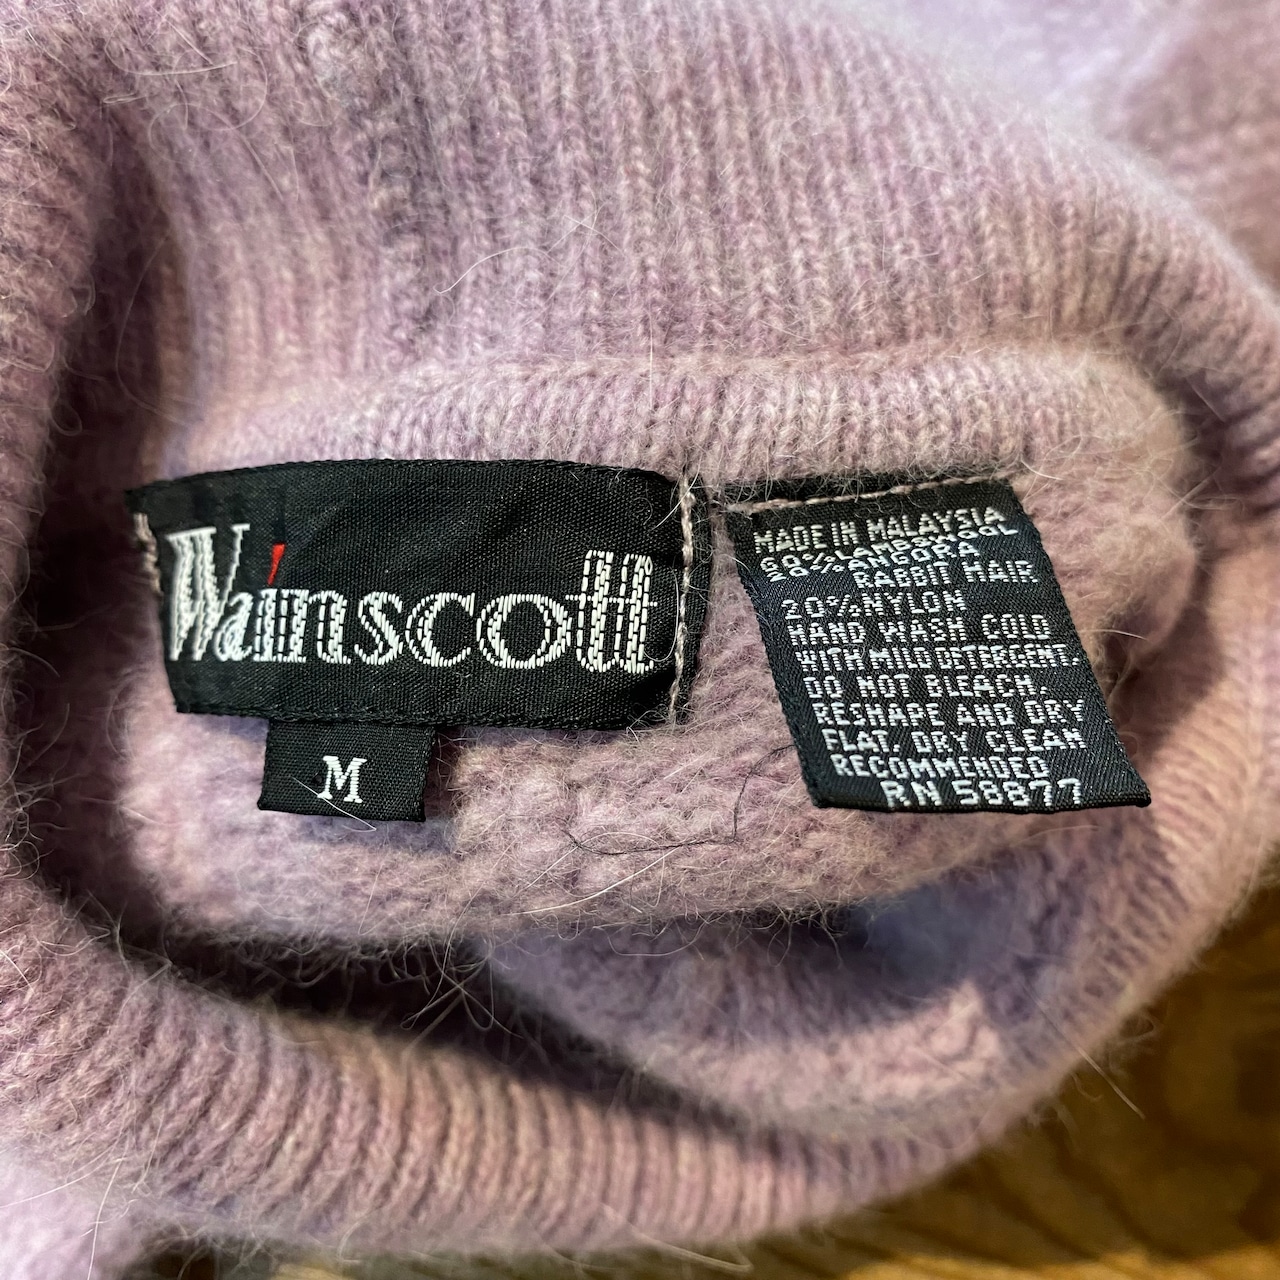 Wainscott
M
MADE IN MALAYSIA
60% LAMBSWOOL
20% ANGORA
RABBIT HAIR
20% NYLON
HAND WASH COLD
WITH MILD DETERGENT.
DO NOT BLEACH.
RESHAPE AND DRY
FLAT. DRY CLEAN
RECOMMENDED
RN 58877